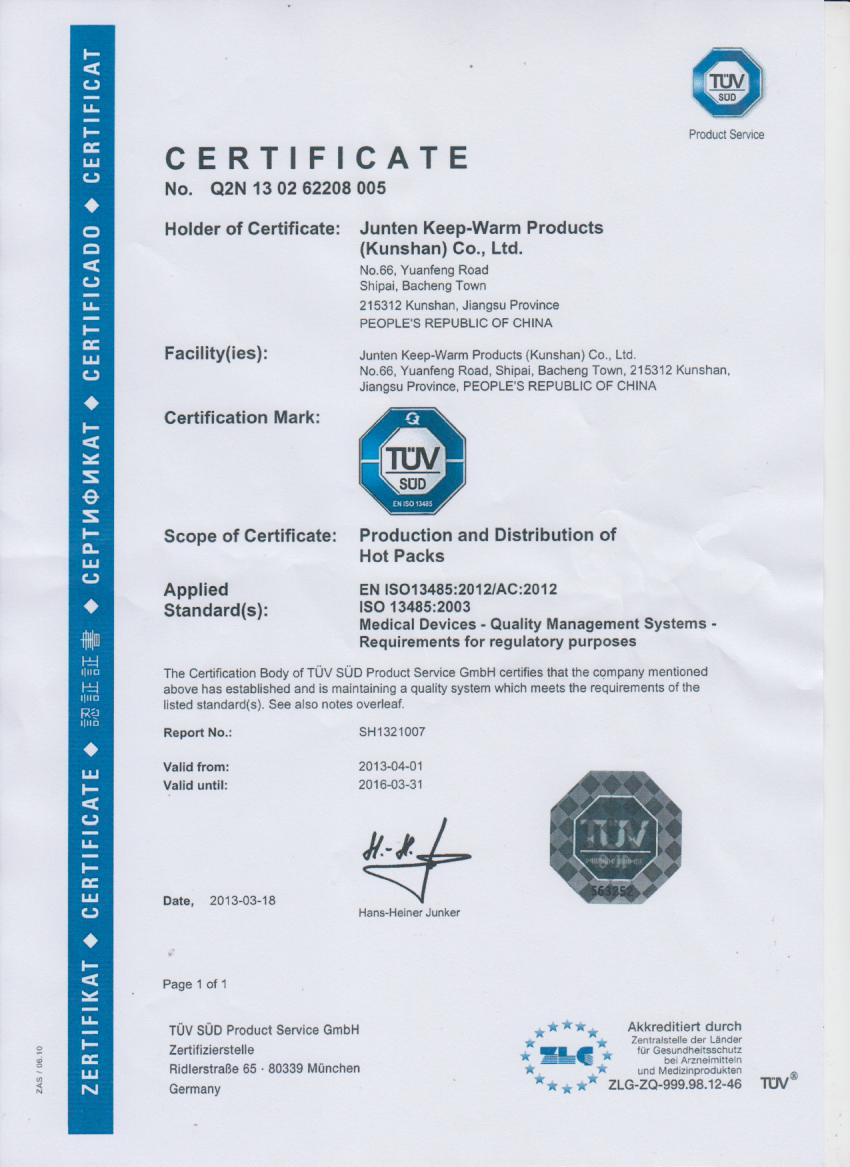 TÜV
SÜD
Product Service
CERTIFICATE
No. Q2N 13 02 62208 005
Holder of Certificate: Junten Keep-Warm Products
(Kunshan) Co., Ltd.
No.66, Yuanfeng Road
Shipai, Bacheng Town
215312 Kunshan, Jiangsu Province
PEOPLE'S REPUBLIC OF CHINA
Facility(ies): Junten Keep-Warm Products (Kunshan) Co., Ltd.
No.66, Yuanfeng Road, Shipai, Bacheng Town, 215312 Kunshan,
Jiangsu Province, PEOPLE'S REPUBLIC OF CHINA
Certification Mark:
TÜV
SÜD
EN ISO 13485
Scope of Certificate: Production and Distribution of
Hot Packs
Applied EN ISO13485:2012/AC:2012
Standard(s): ISO 13485:2003
Medical Devices - Quality Management Systems -
Requirements for regulatory purposes
The Certification Body of TÜV SÜD Product Service GmbH certifies that the company mentioned
above has established and is maintaining a quality system which meets the requirements of the
listed standard(s). See also notes overleaf.
Report No.: SH1321007
Valid from: 2013-04-01
Valid until: 2016-03-31
TÜV
563252
H.-H. J
Date, 2013-03-18
Hans-Heiner Junker
Page 1 of 1
TÜV SÜD Product Service GmbH
Zertifizierstelle
Ridlerstraße 65 · 80339 München
Germany
ZLG
Akkreditiert durch
Zentralstelle der Länder
für Gesundheitsschutz
bei Arzneimitteln
und Medizinprodukten
ZLG-ZQ-999.98.12-46
TÜV®
ZERTIFIKAT ◆ CERTIFICATE ◆ 認証証書 ◆ СЕРТИФИКАТ ◆ CERTIFICADO ◆ CERTIFICAT
ZAS / 06.10